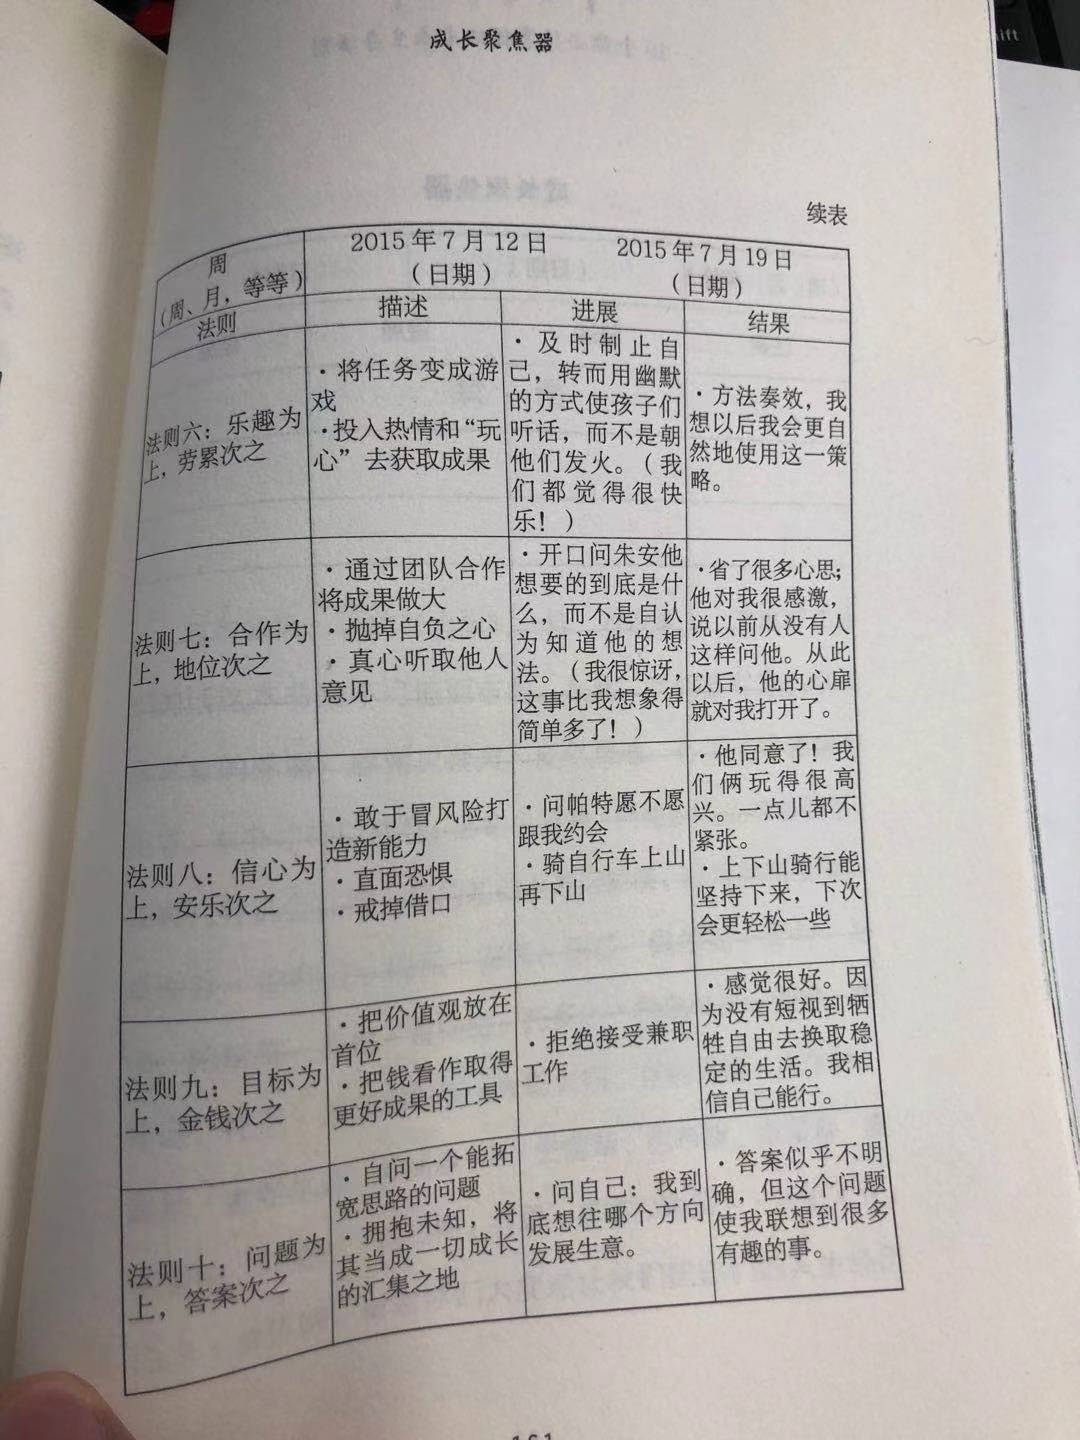 ift
成长聚焦器
续表
周
(周、月，等等)
2015年7月12日
（日期）
2015年7月19日
（日期）
法则
描述
进展
结果
法则六：乐趣为
上，劳累次之
·将任务变成游
戏
·投入热情和“玩
心”去获取成果
·及时制止自
己，转而用幽默
的方式使孩子们
听话，而不是朝
他们发火。（我
们都觉得很快
乐！）
·方法奏效，我
想以后我会更自
然地使用这一策
略。
法则七：合作为
上，地位次之
·通过团队合作
将成果做大
·抛掉自负之心
·真心听取他人
意见
·开口问朱安他
想要的到底是什
么，而不是自认
为知道他的想
法。（我很惊讶，
这事比我想象得
简单多了！）
·省了很多心思；
他对我很感激，
说以前从没有人
这样问他。从此
以后，他的心扉
就对我打开了。
法则八：信心为
上，安乐次之
·敢于冒风险打
造新能力
·直面恐惧
·戒掉借口
·问帕特愿不愿
跟我约会
·骑自行车上山
再下山
·他同意了！我
们俩玩得很高
兴。一点儿都不
紧张。
·上下山骑行能
坚持下来，下次
会更轻松一些
法则九：目标为
上，金钱次之
·把价值观放在
首位
·把钱看作取得
更好成果的工具
·拒绝接受兼职
工作
·感觉很好。因
为没有短视到牺
牲自由去换取稳
定的生活。我相
信自己能行。
法则十：问题为
上，答案次之
·自问一个能拓
宽思路的问题
·拥抱未知，将
其当成一切成长
的汇集之地
·问自己：我到
底想往哪个方向
发展生意。
·答案似乎不明
确，但这个问题
使我联想到很多
有趣的事。
161